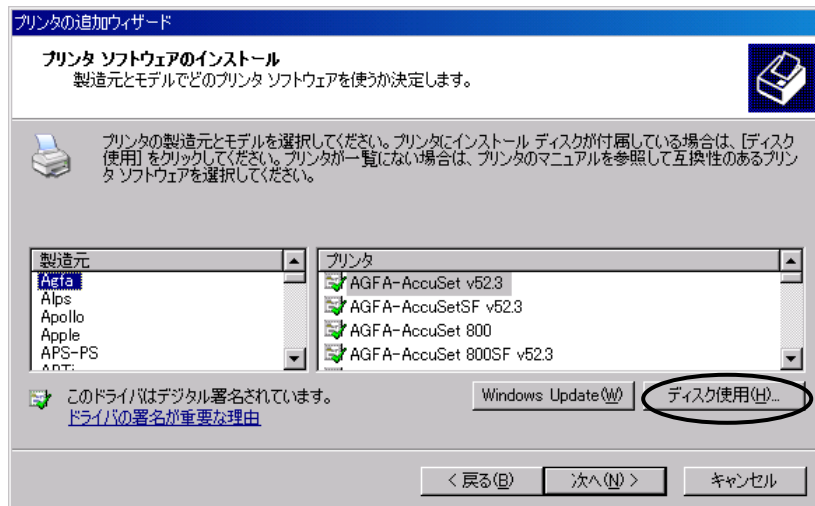 プリンタの追加ウィザード
プリンタ ソフトウェアのインストール
製造元とモデルでどのプリンタ ソフトウェアを使うか決定します。
プリンタの製造元とモデルを選択してください。プリンタにインストール ディスクが付属している場合は、[ディスク
使用] をクリックしてください。プリンタが一覧にない場合は、プリンタのマニュアルを参照して互換性のあるプリン
タ ソフトウェアを選択してください。
製造元
Agfa
Alps
Apollo
Apple
APS-PS
プリンタ
AGFA-AccuSet v52.3
AGFA-AccuSetSF v52.3
AGFA-AccuSet 800
AGFA-AccuSet 800SF v52.3
このドライバはデジタル署名されています。
ドライバの署名が重要な理由
Windows Update(W)
ディスク使用(H)...
< 戻る(B)
次へ(N) >
キャンセル